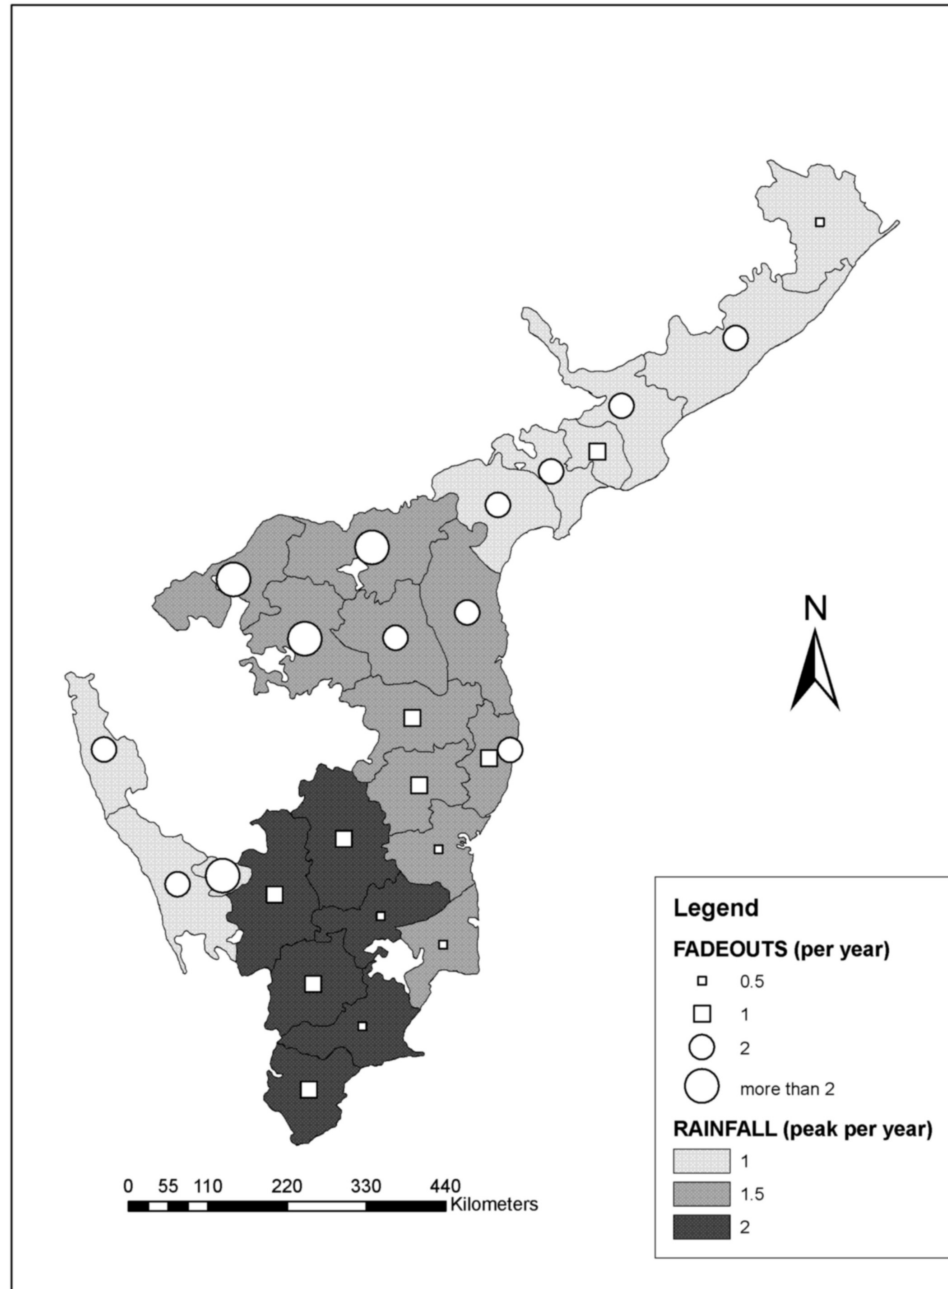 N
0 55 110 220 330 440
Kilometers
Legend
FADEOUTS (per year)
0.5
1
2
more than 2
RAINFALL (peak per year)
1
1.5
2